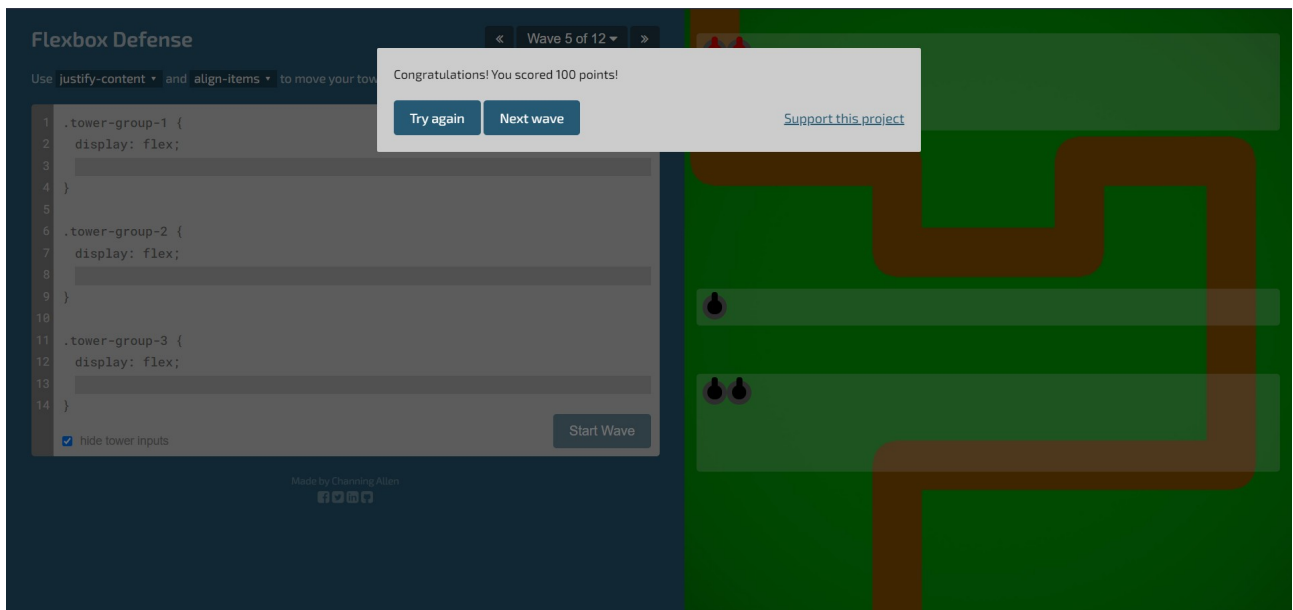 Flexbox Defense
« Wave 5 of 12 »
Use justify-content and align-items to move your tow
Congratulations! You scored 100 points!
Try again Next wave Support this project
1 .tower-group-1 {
2 display: flex;
3
4 }
5
6 .tower-group-2 {
7 display: flex;
8
9 }
10
11 .tower-group-3 {
12 display: flex;
13
14 }
hide tower inputs
Start Wave
Made by Channing Allen